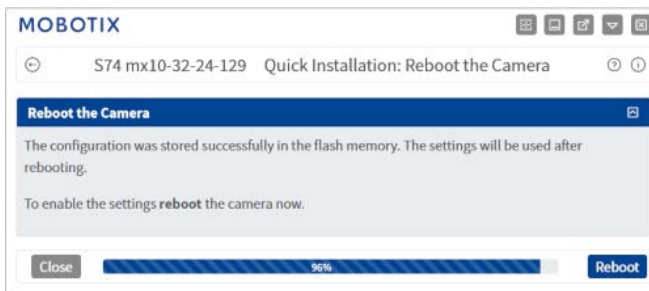 MOBOTIX
S74 mx10-32-24-129 Quick Installation: Reboot the Camera
Reboot the Camera
The configuration was stored successfully in the flash memory. The settings will be used after
rebooting.
To enable the settings reboot the camera now.
Close 96% Reboot